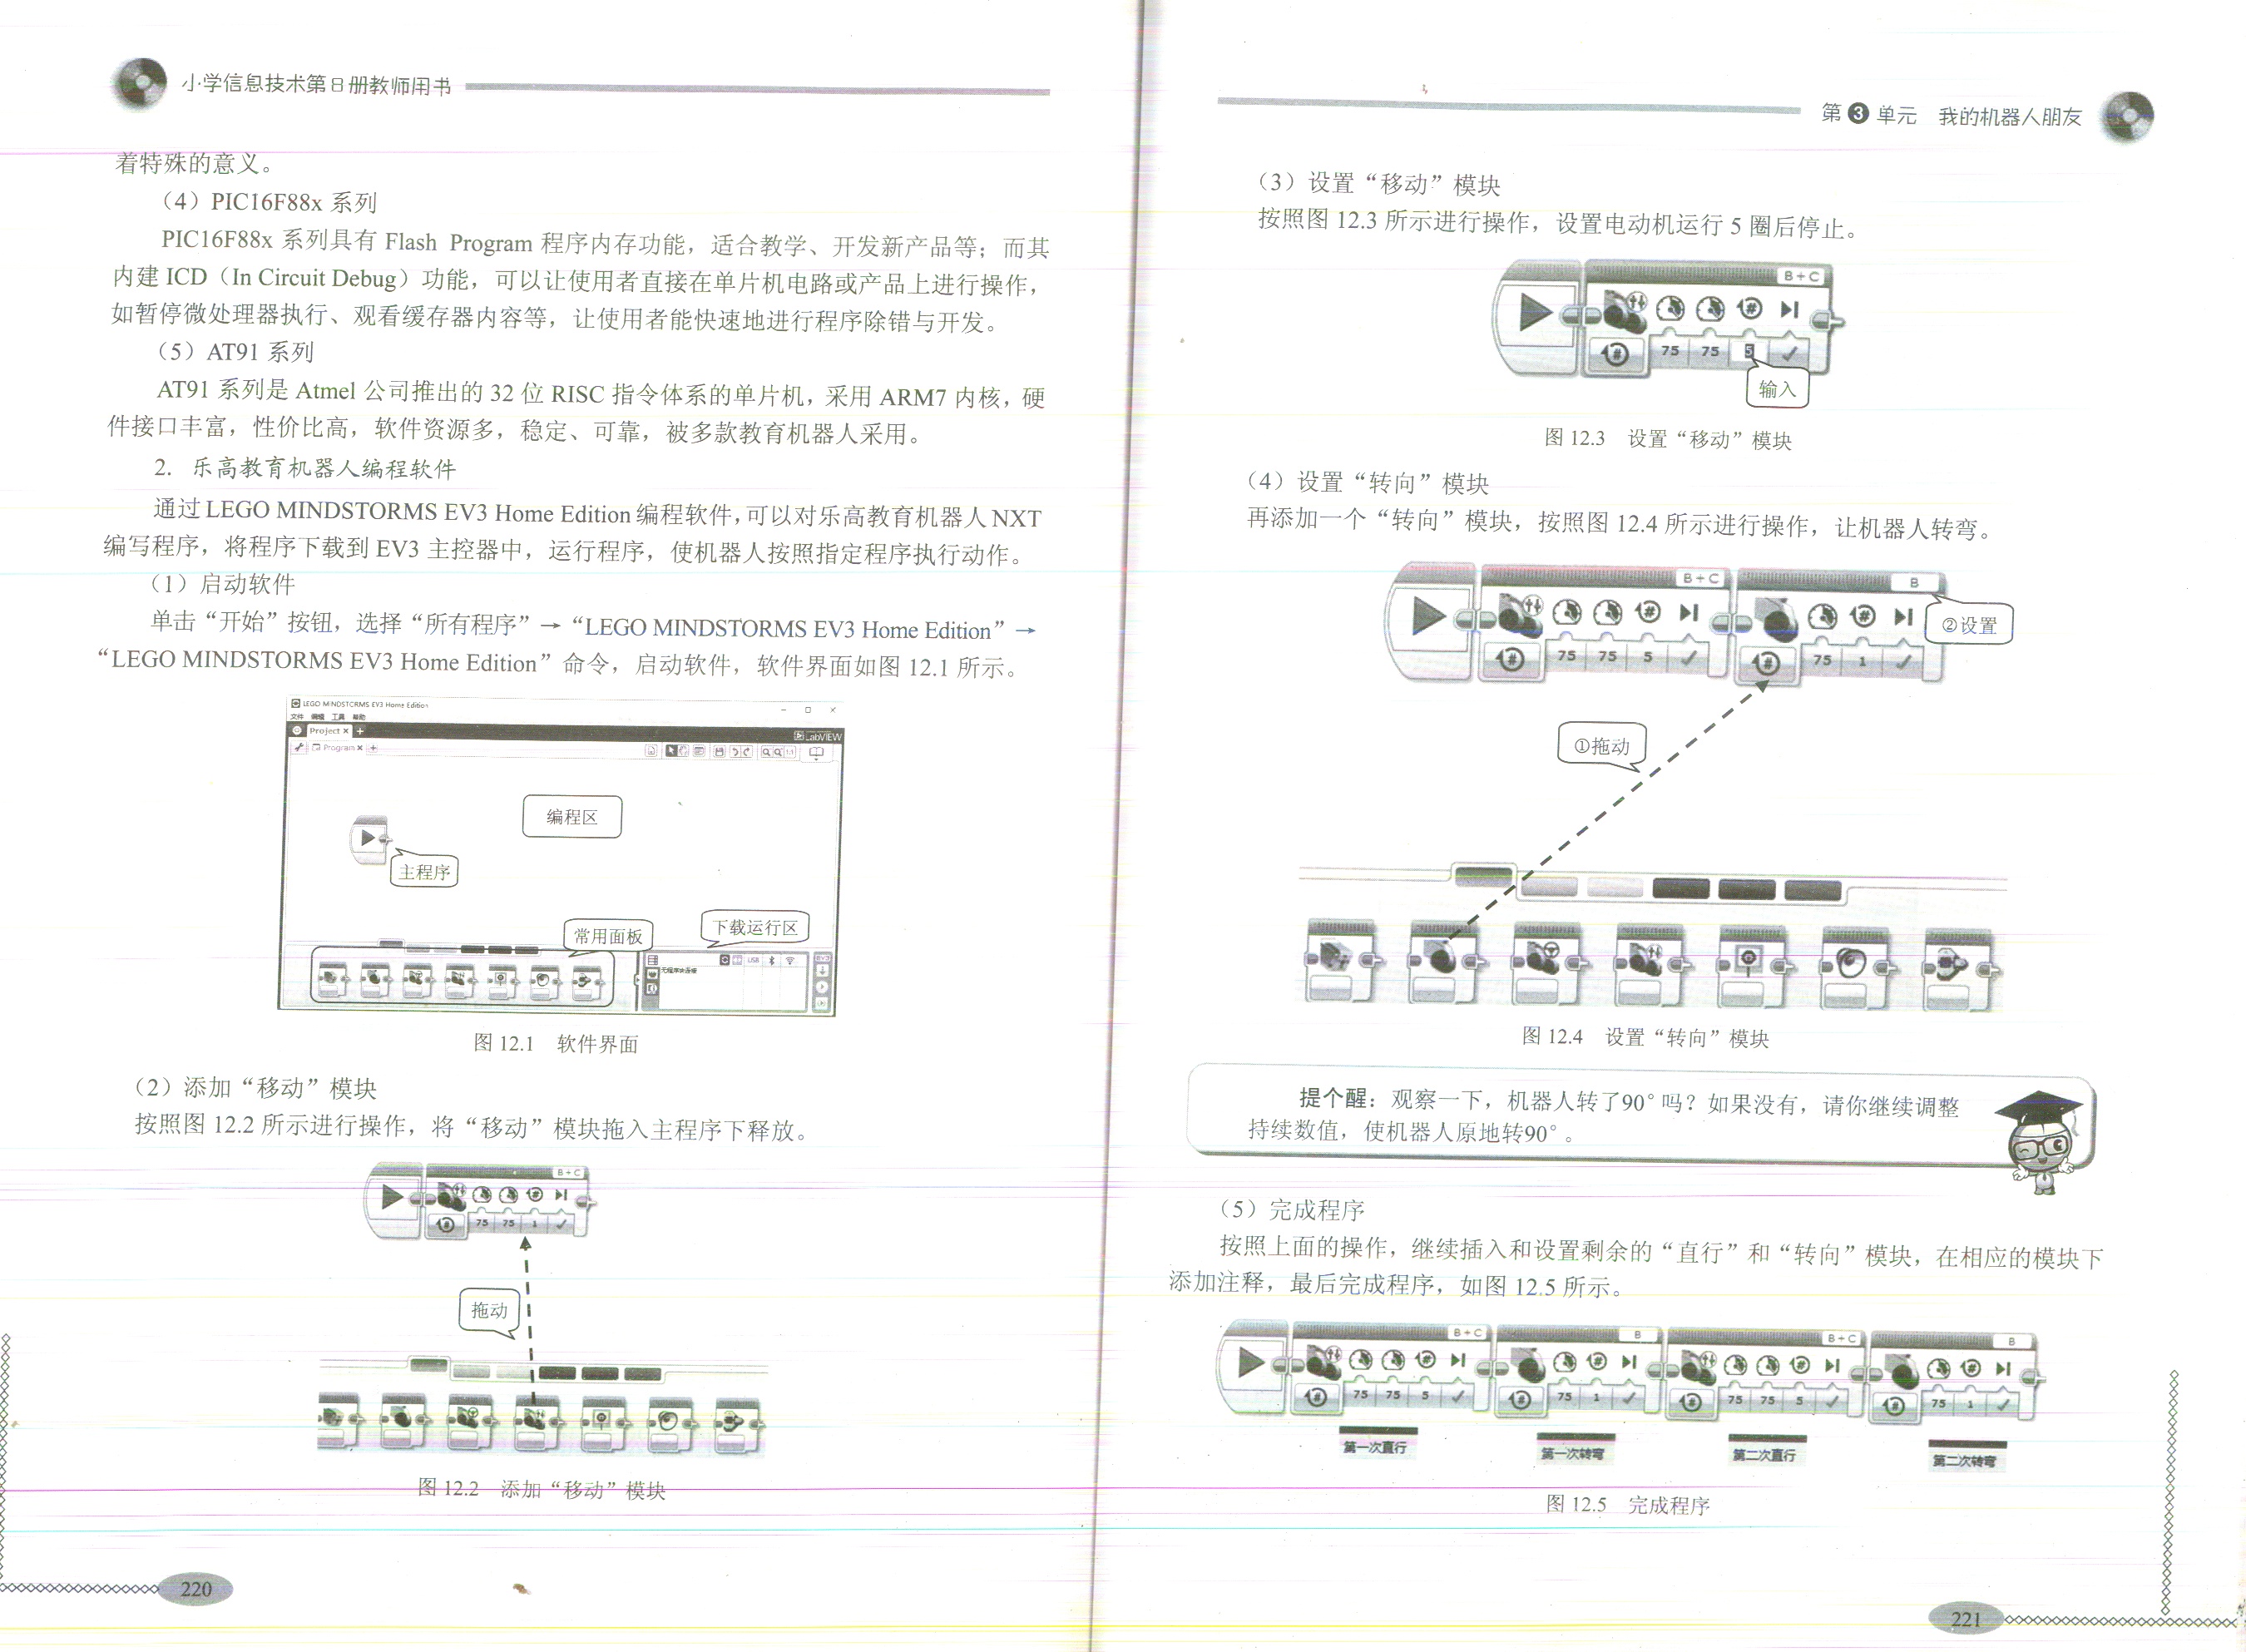 小学信息技术第8册教师用书
着特殊的意义。
(4)PIC16F88x 系列
PIC16F88x 系列具有 Flash Program 程序内存功能，适合教学、开发新产品等；而其
内建 ICD（In Circuit Debug）功能，可以让使用者直接在单片机电路或产品上进行操作，
如暂停微处理器执行、观看缓存器内容等，让使用者能快速地进行程序除错与开发。
（5）AT91 系列
AT91 系列是 Atmel 公司推出的 32 位 RISC 指令体系的单片机，采用 ARM7 内核，硬
件接口丰富，性价比高，软件资源多，稳定、可靠，被多款教育机器人采用。
2. 乐高教育机器人编程软件
通过 LEGO MINDSTORMS EV3 Home Edition 编程软件，可以对乐高教育机器人 NXT
编写程序，将程序下载到 EV3 主控器中，运行程序，使机器人按照指定程序执行动作。
（1）启动软件
单击“开始”按钮，选择“所有程序”→“LEGO MINDSTORMS EV3 Home Edition”→
“LEGO MINDSTORMS EV3 Home Edition”命令，启动软件，软件界面如图 12.1 所示。
LEGO MINDSTORMS EV3 Home Edition
文件 编辑 工具 帮助
Project × +
LabVIEW
Program × +
1:1
编程区
主程序
常用面板
下载运行区
USB
EV3
图 12.1 软件界面
（2）添加“移动”模块
按照图 12.2 所示进行操作，将“移动”模块拖入主程序下释放。
B+C
#
# 75 75 1
拖动
图 12.2 添加“移动”模块
220
第3单元 我的机器人朋友
（3）设置“移动”模块
按照图 12.3 所示进行操作，设置电动机运行 5 圈后停止。
B+C
#
# 75 75 5
输入
图 12.3 设置“移动”模块
（4）设置“转向”模块
再添加一个“转向”模块，按照图 12.4 所示进行操作，让机器人转弯。
B+C B
# #
②设置
# 75 75 5 # 75 1
①拖动
图 12.4 设置“转向”模块
提个醒：观察一下，机器人转了90°吗？如果没有，请你继续调整
持续数值，使机器人原地转90°。
（5）完成程序
按照上面的操作，继续插入和设置剩余的“直行”和“转向”模块，在相应的模块下
添加注释，最后完成程序，如图 12.5 所示。
B+C B B+C B
# # # #
# 75 75 5 # 75 1 # 75 75 5 # 75 1
第一次直行 第一次转弯 第二次直行 第二次转弯
图 12.5 完成程序
221